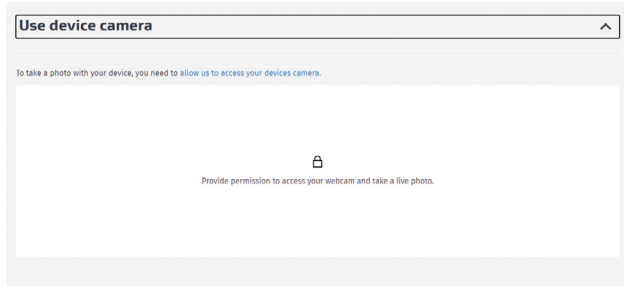 Use device camera
To take a photo with your device, you need to allow us to access your devices camera.
Provide permission to access your webcam and take a live photo.